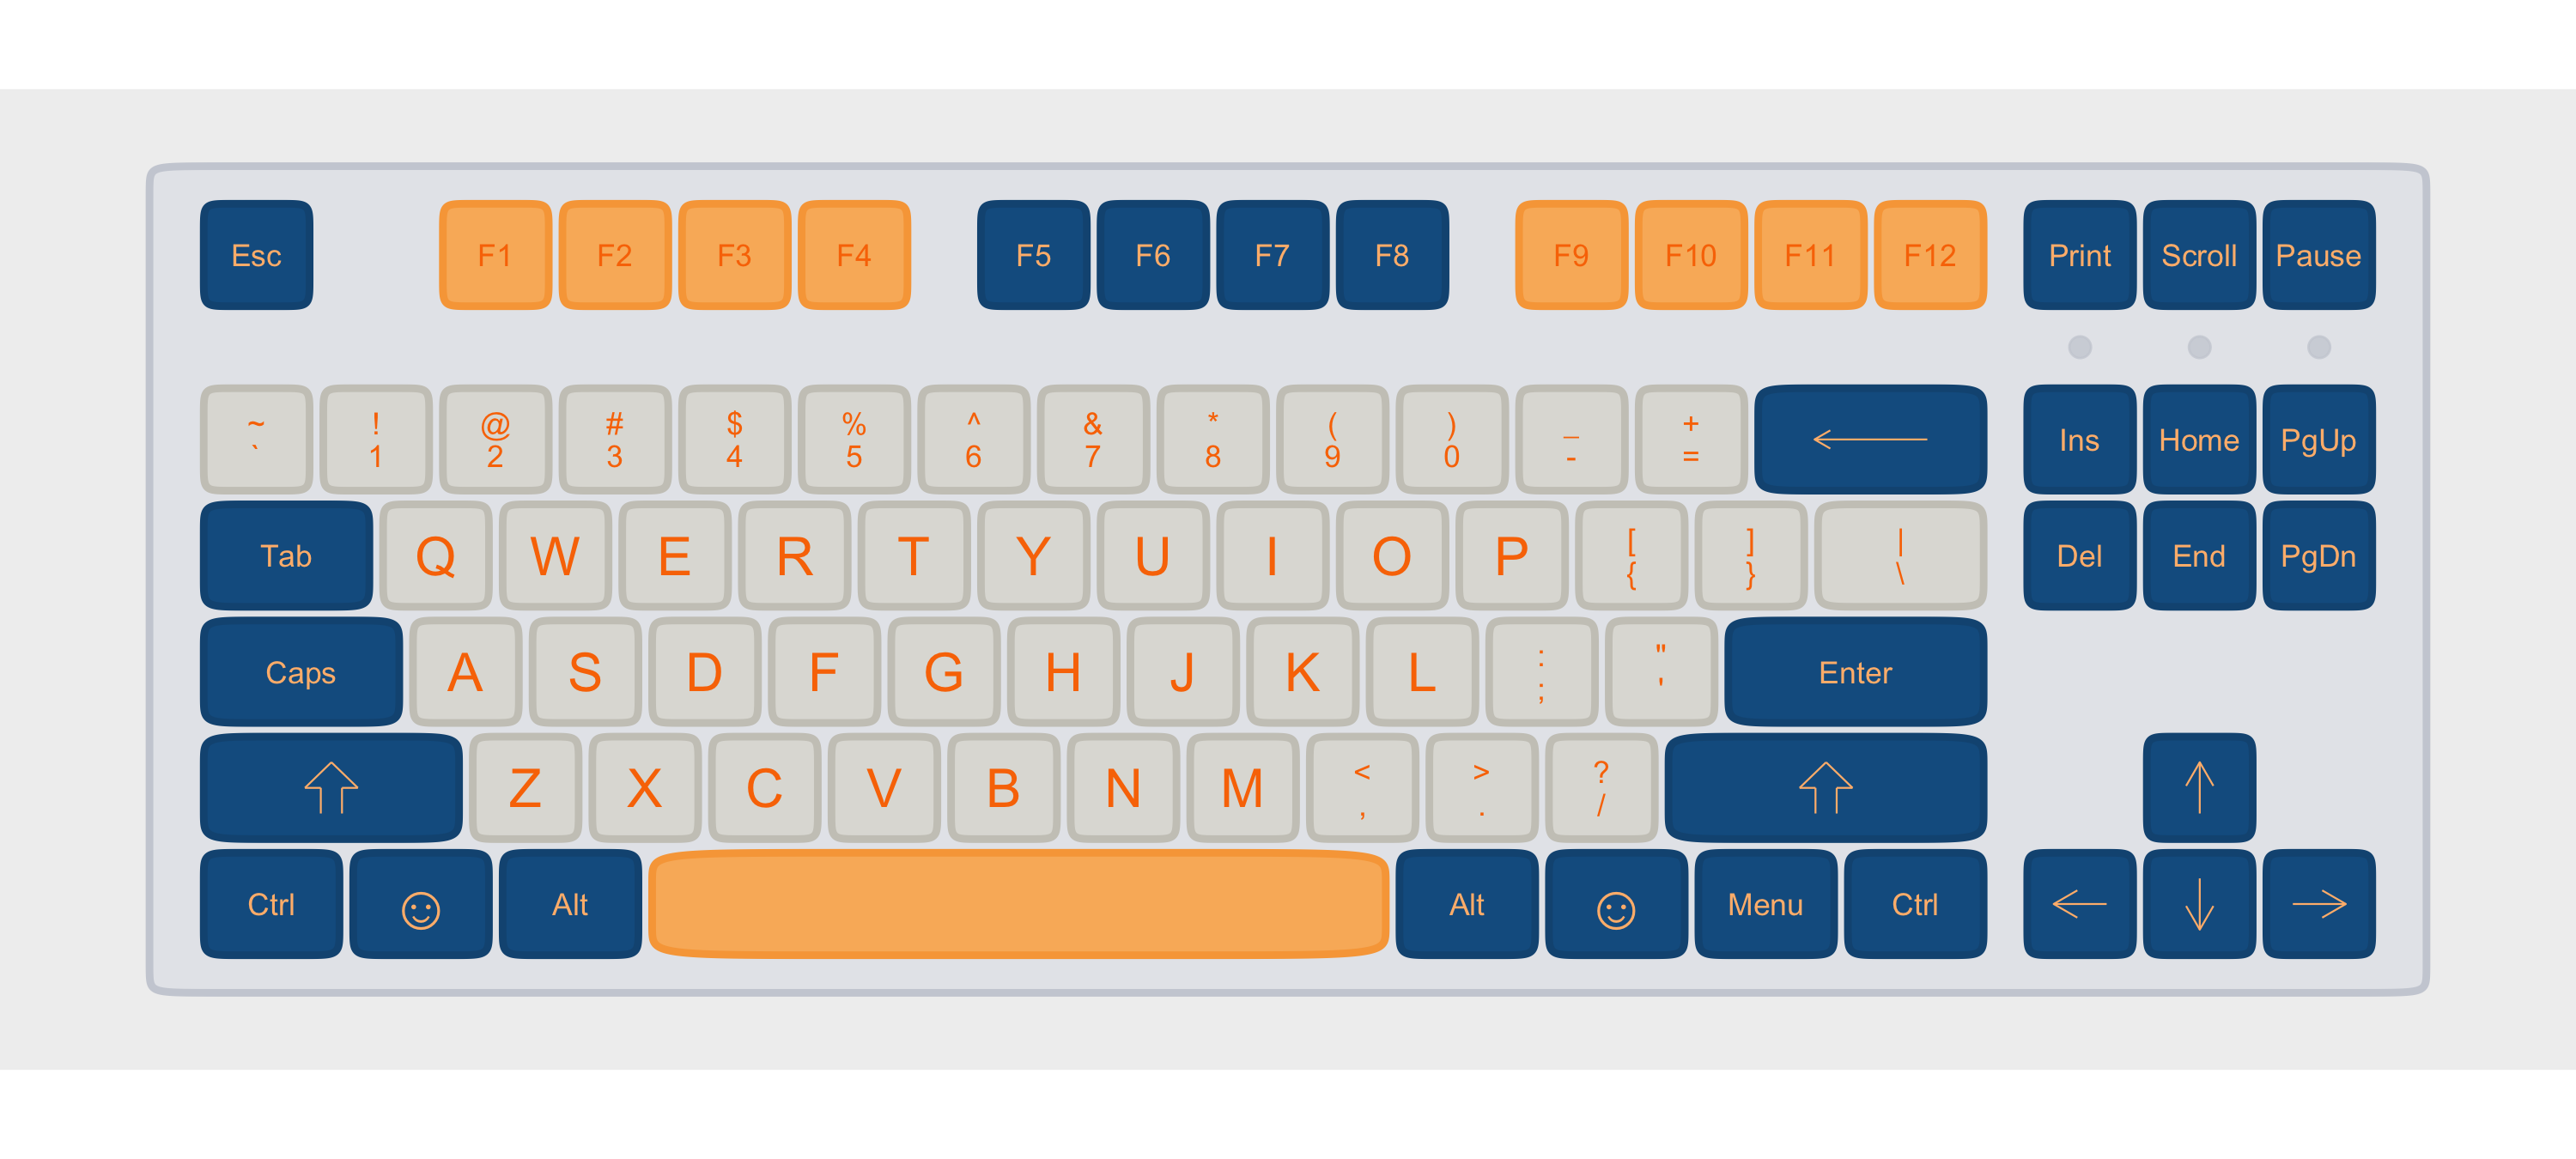 Esc F1 F2 F3 F4 F5 F6 F7 F8 F9 F10 F11 F12 Print Scroll Pause
~ ! @ # $ % ^ & * ( ) _ +
` 1 2 3 4 5 6 7 8 9 0 - = ← Ins Home PgUp
Tab Q W E R T Y U I O P [ ] | Del End PgDn
{ } \
Caps A S D F G H J K L : " Enter
; '
⇧ Z X C V B N M < > ? ⇧ ↑
, . /
Ctrl ☺ Alt Alt ☺ Menu Ctrl ← ↓ →